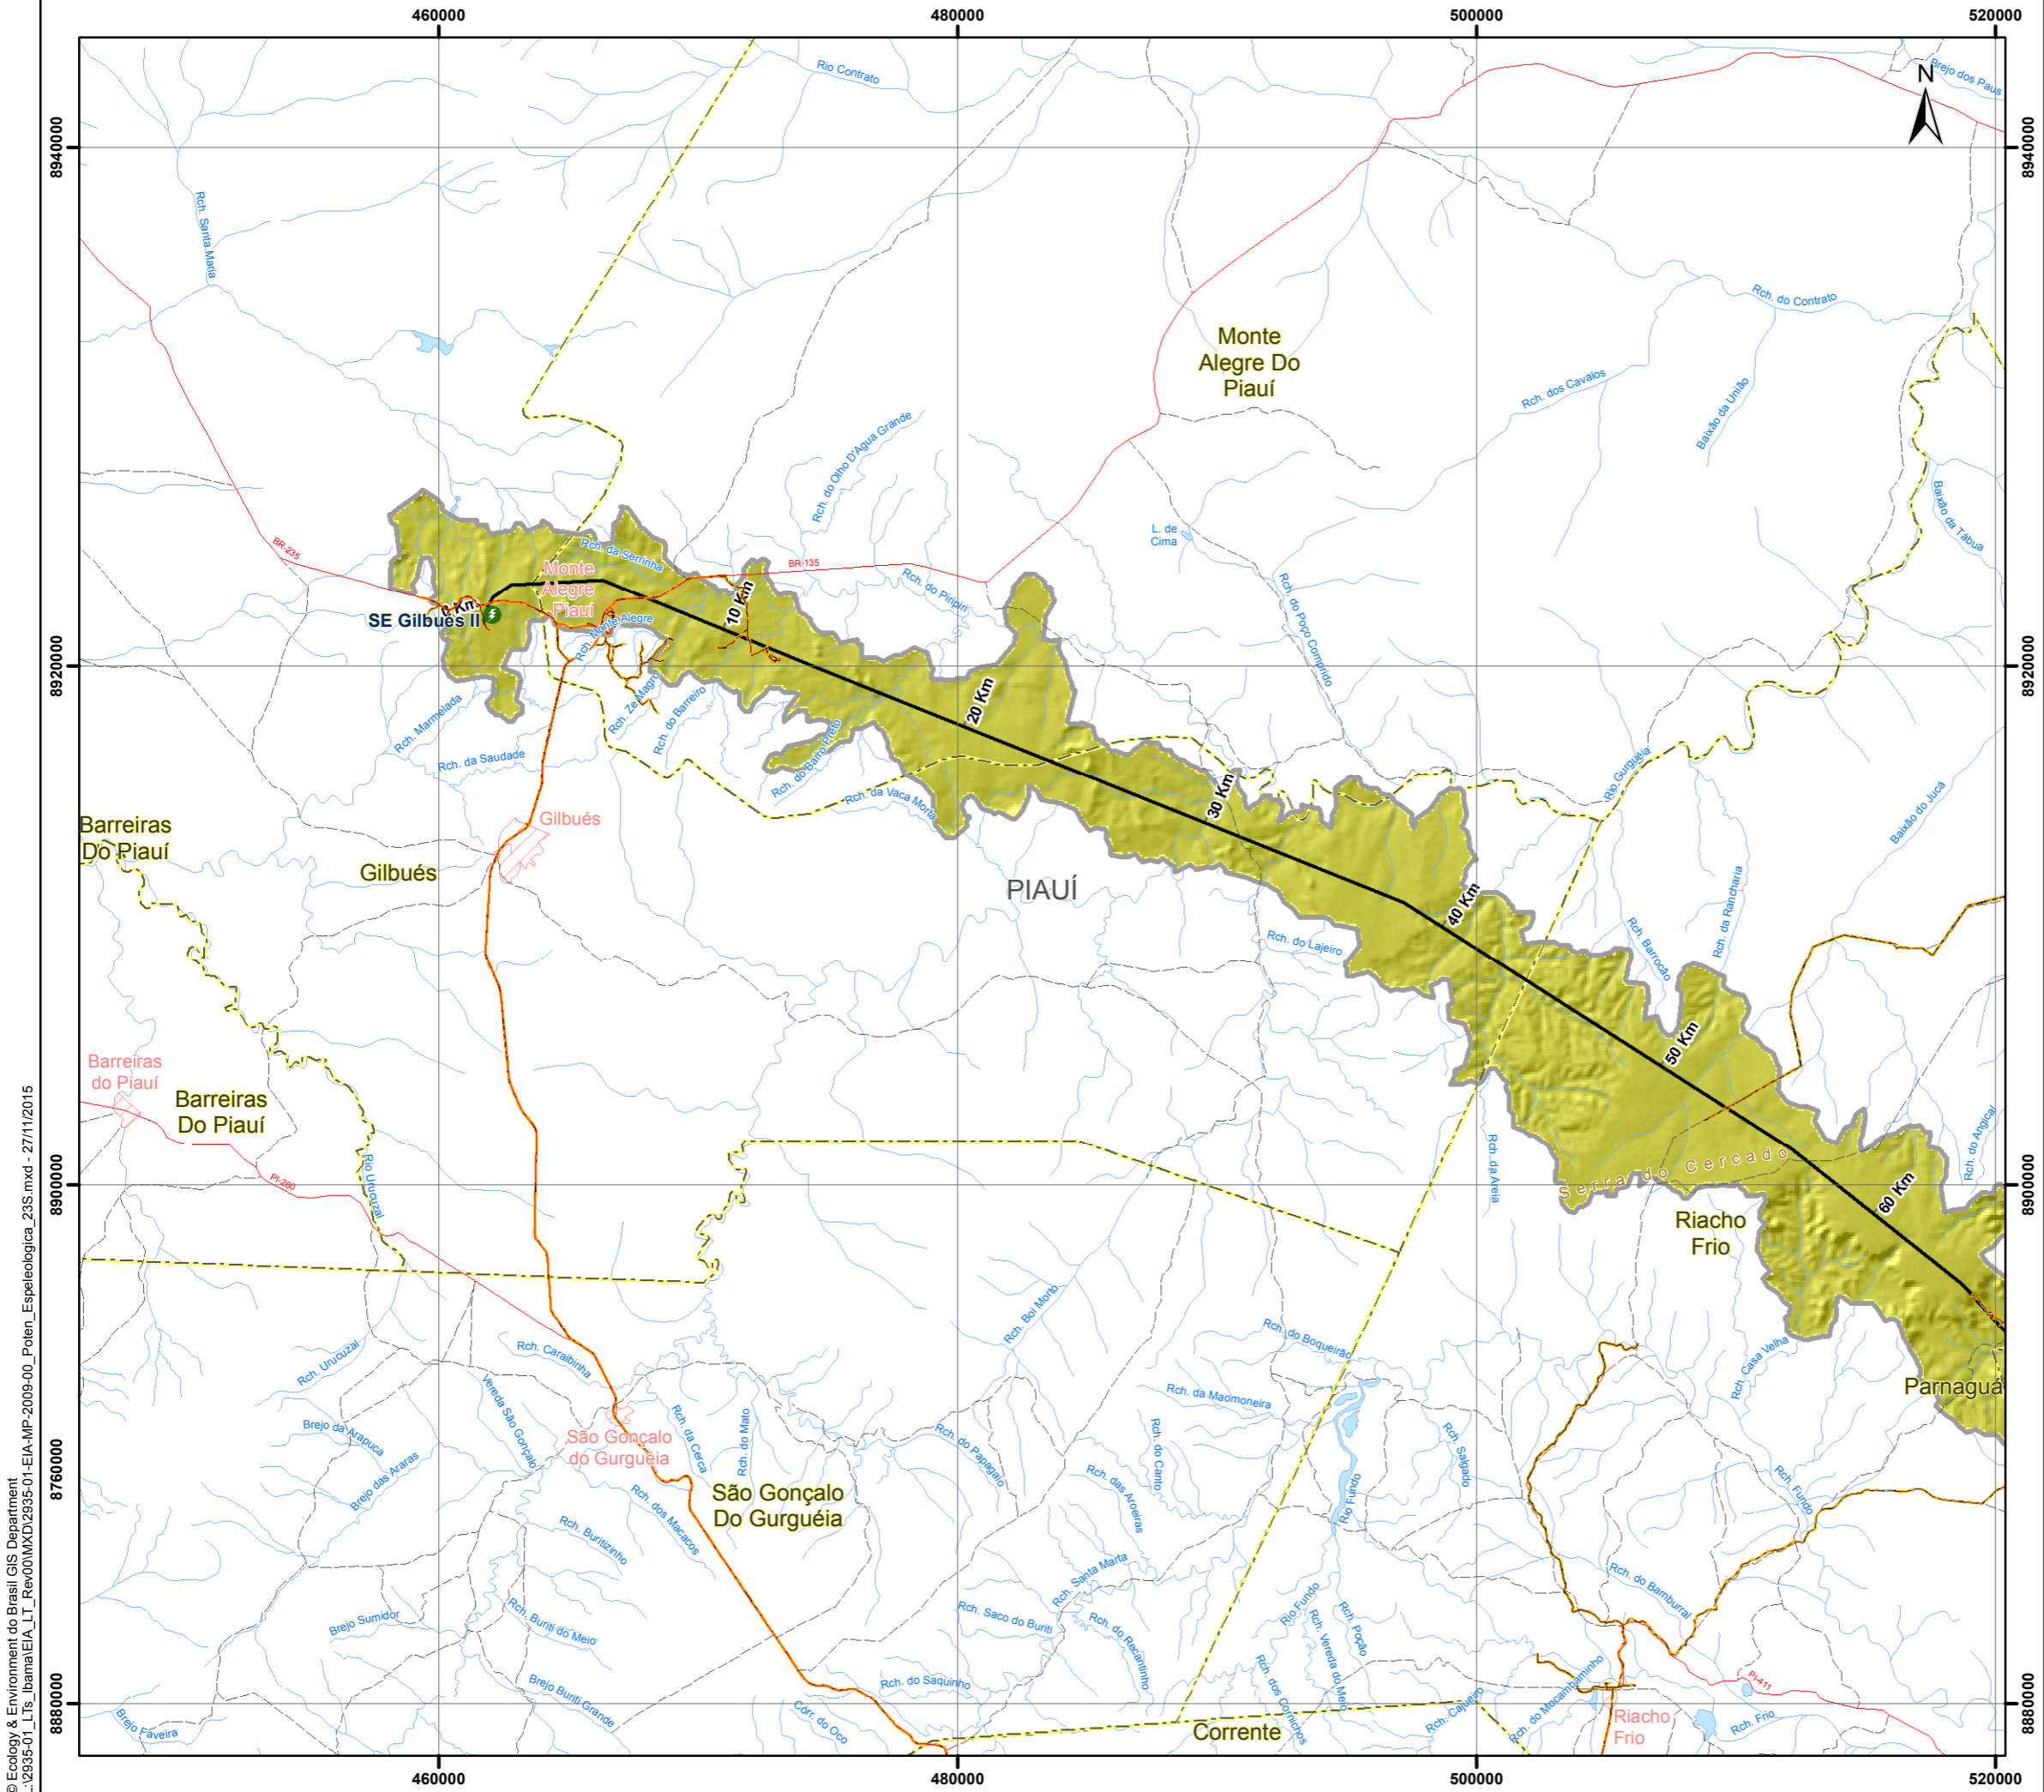 460000
480000
500000
520000
Rio Contrato
Brejo dos Paus
N
8940000
8940000
Rch. Santa Maria
Rch. do Contrato
Monte
Alegre Do
Piauí
Rch. dos Cavalos
Baixão da União
Rch. do Olho D'Agua Grande
Baixão da Tábua
L. de
Cima
BR-235
Rch. da Serrinha
BR-135
Monte
Alegre
Piauí
Rch. do Piripiri
Rch. do Poço Comprido
0 Km
10 Km
SE Gilbués II
Rch. Monte Alegre
8920000
8920000
Rch. Ze Magro
Rch. do Barreiro
20 Km
Rch. Marmelada
Rch. da Saudade
Rch. do Barro Preto
Rch. da Vaca Morta
30 Km
Rio Gurguéia
Baixão do Jucá
Barreiras
Do Piauí
Gilbués
Gilbués
PIAUÍ
40 Km
Rch. do Lajeiro
Rch. Barrocão
Rch. da Rancharia
50 Km
Barreiras
do Piauí
Barreiras
Do Piauí
Rio Urucuzal
PI-260
Rch. da Areia
Serra do Cercado
Rch. do Angical
60 Km
8900000
8900000
Riacho
Frio
Rch. Boi Morto
Rch. do Boqueirão
Rch. Urucuzal
Rch. Caraibinha
Rch. Casa Velha
Parnaguá
Vereda São Gonçalo
Rch. da Maomoneira
Brejo da Arapuca
Brejo das Araras
São Gonçalo
do Gurguéia
Rch. da Cerca
Rch. do Mato
Rch. do Papagaio
Rch. do Canto
Rch. das Aroeiras
Rch. Salgado
8760000
8760000
Rch. Fundo
Rio Fundo
São Gonçalo
Do Gurguéia
Rch. dos Macacos
Rch. Buritizinho
Rch. Santa Marta
Rch. do Bamburral
Brejo Sumidor
Rch. Buriti do Meio
Rch. Saco do Buriti
Rch. do Recantinho
Rio Fundo
Rch. Vereda do Meio
Rch. Poção
Rch. do Saquinho
Brejo Buriti Grande
Corr. do Oco
Rch. dos Cornichos
Rch. Cajueiro
Rch. do Mocambaminho
PI-411
8880000
8880000
Brejo Faveira
Corrente
Riacho
Frio
Rch. Frio
460000
480000
500000
520000
© Ecology & Environment do Brasil GIS Department
L:\2935-01_LTs_Ibama\EIA_LT_Rev00\MXD\2935-01-EIA-MP-2009-00_Poten_Espeleologica_23S.mxd - 27/11/2015